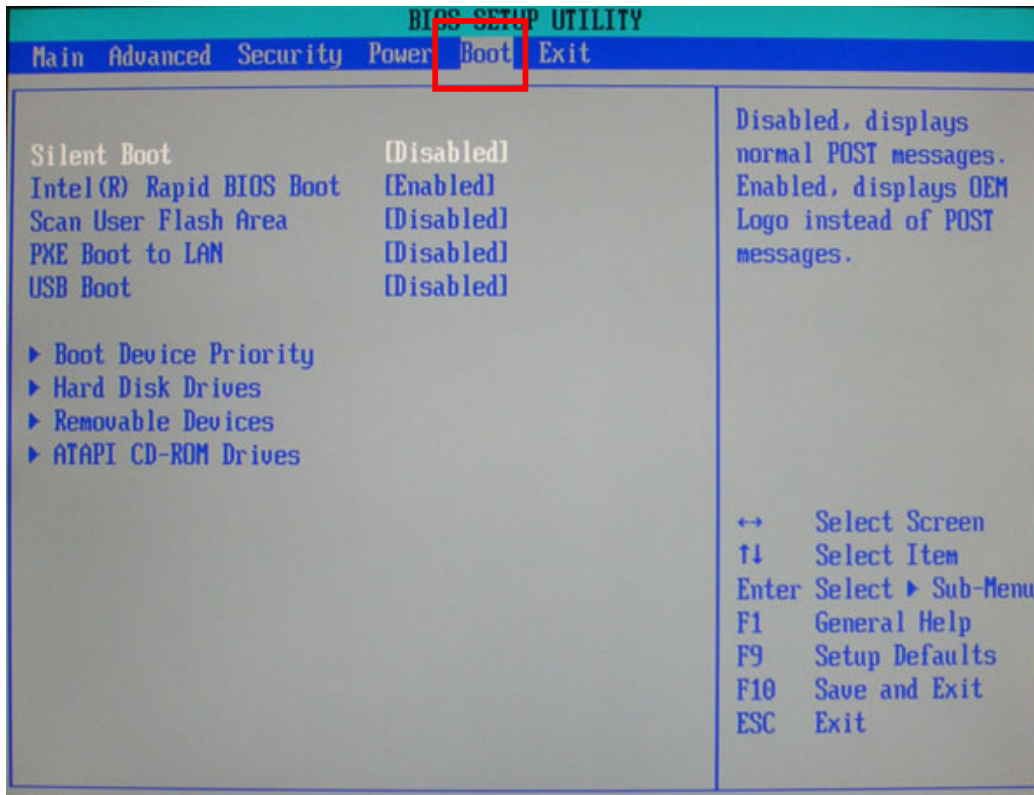 BIOS SETUP UTILITY
Main Advanced Security Power Boot Exit
Silent Boot [Disabled]
Intel(R) Rapid BIOS Boot [Enabled]
Scan User Flash Area [Disabled]
PXE Boot to LAN [Disabled]
USB Boot [Disabled]
▶ Boot Device Priority
▶ Hard Disk Drives
▶ Removable Devices
▶ ATAPI CD-ROM Drives
Disabled, displays
normal POST messages.
Enabled, displays OEM
Logo instead of POST
messages.
↔ Select Screen
↑↓ Select Item
Enter Select ▶ Sub-Menu
F1 General Help
F9 Setup Defaults
F10 Save and Exit
ESC Exit